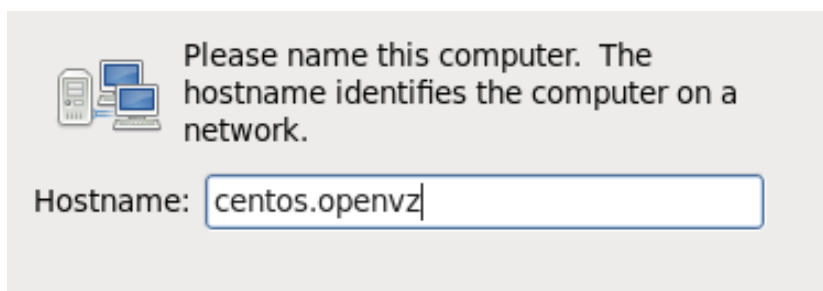 Please name this computer.  The
hostname identifies the computer on a
network.
Hostname: centos.openvz